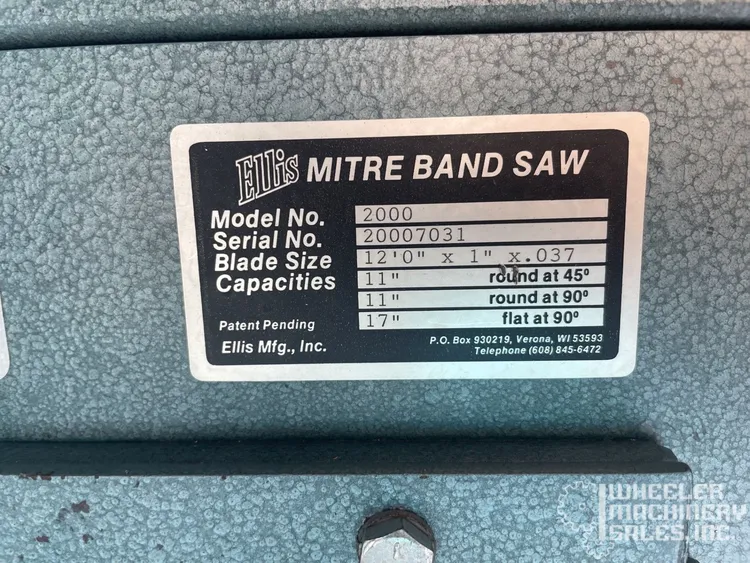 Ellis MITRE BAND SAW
Model No. 2000
Serial No. 20007031
Blade Size 12'0" x 1" x.037
Capacities 11" round at 45º
11" round at 90º
17" flat at 90º
Patent Pending
Ellis Mfg., Inc.
P.O. Box 930219, Verona, WI 53593
Telephone (608) 845-6472
WHEELER
MACHINERY
SALES, INC.